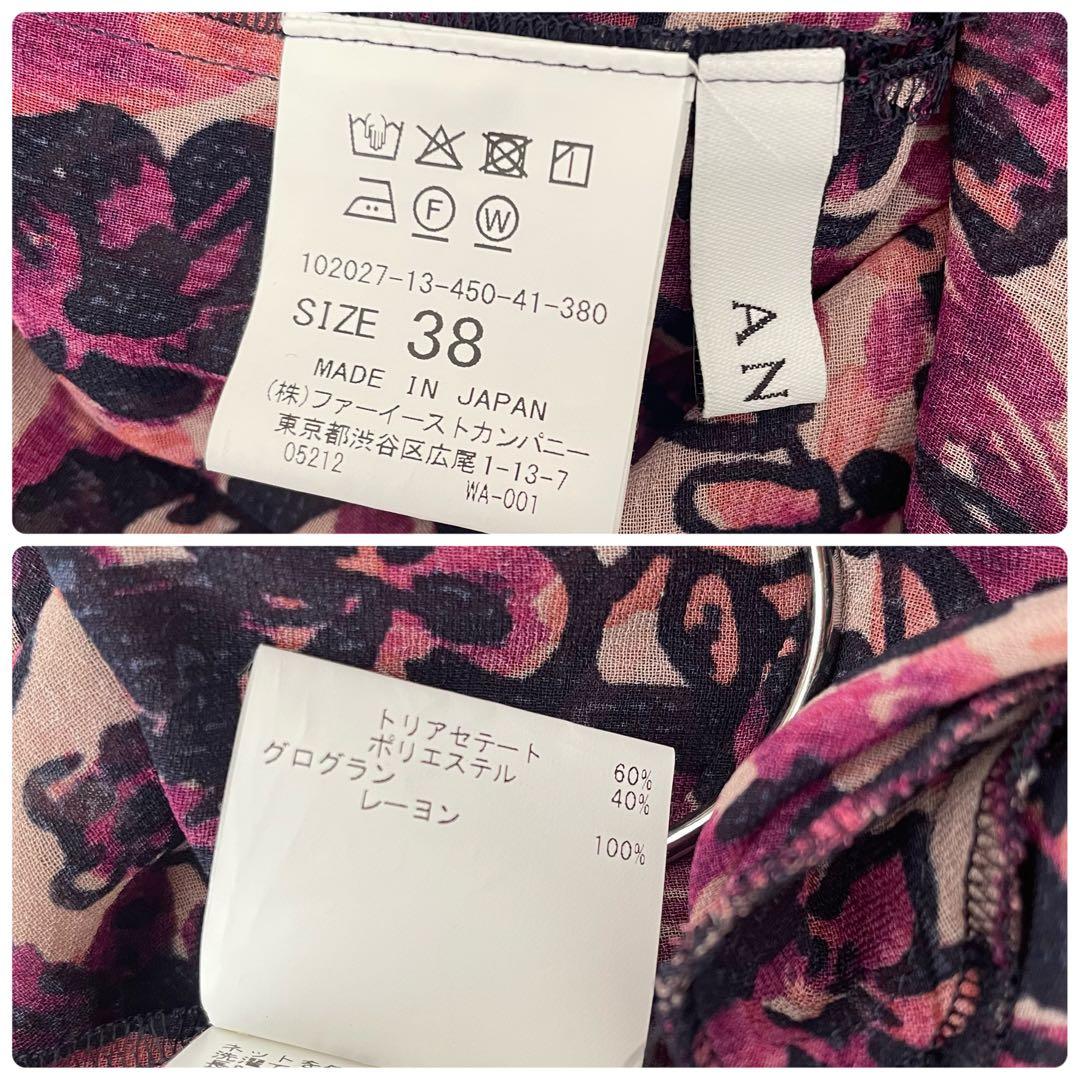 102027-13-450-41-380
SIZE 38
MADE IN JAPAN
(株)ファーイーストカンパニー
東京都渋谷区広尾1-13-7
05212 WA-001
AN
トリアセテート 60%
ポリエステル 40%
グログラン
レーヨン 100%